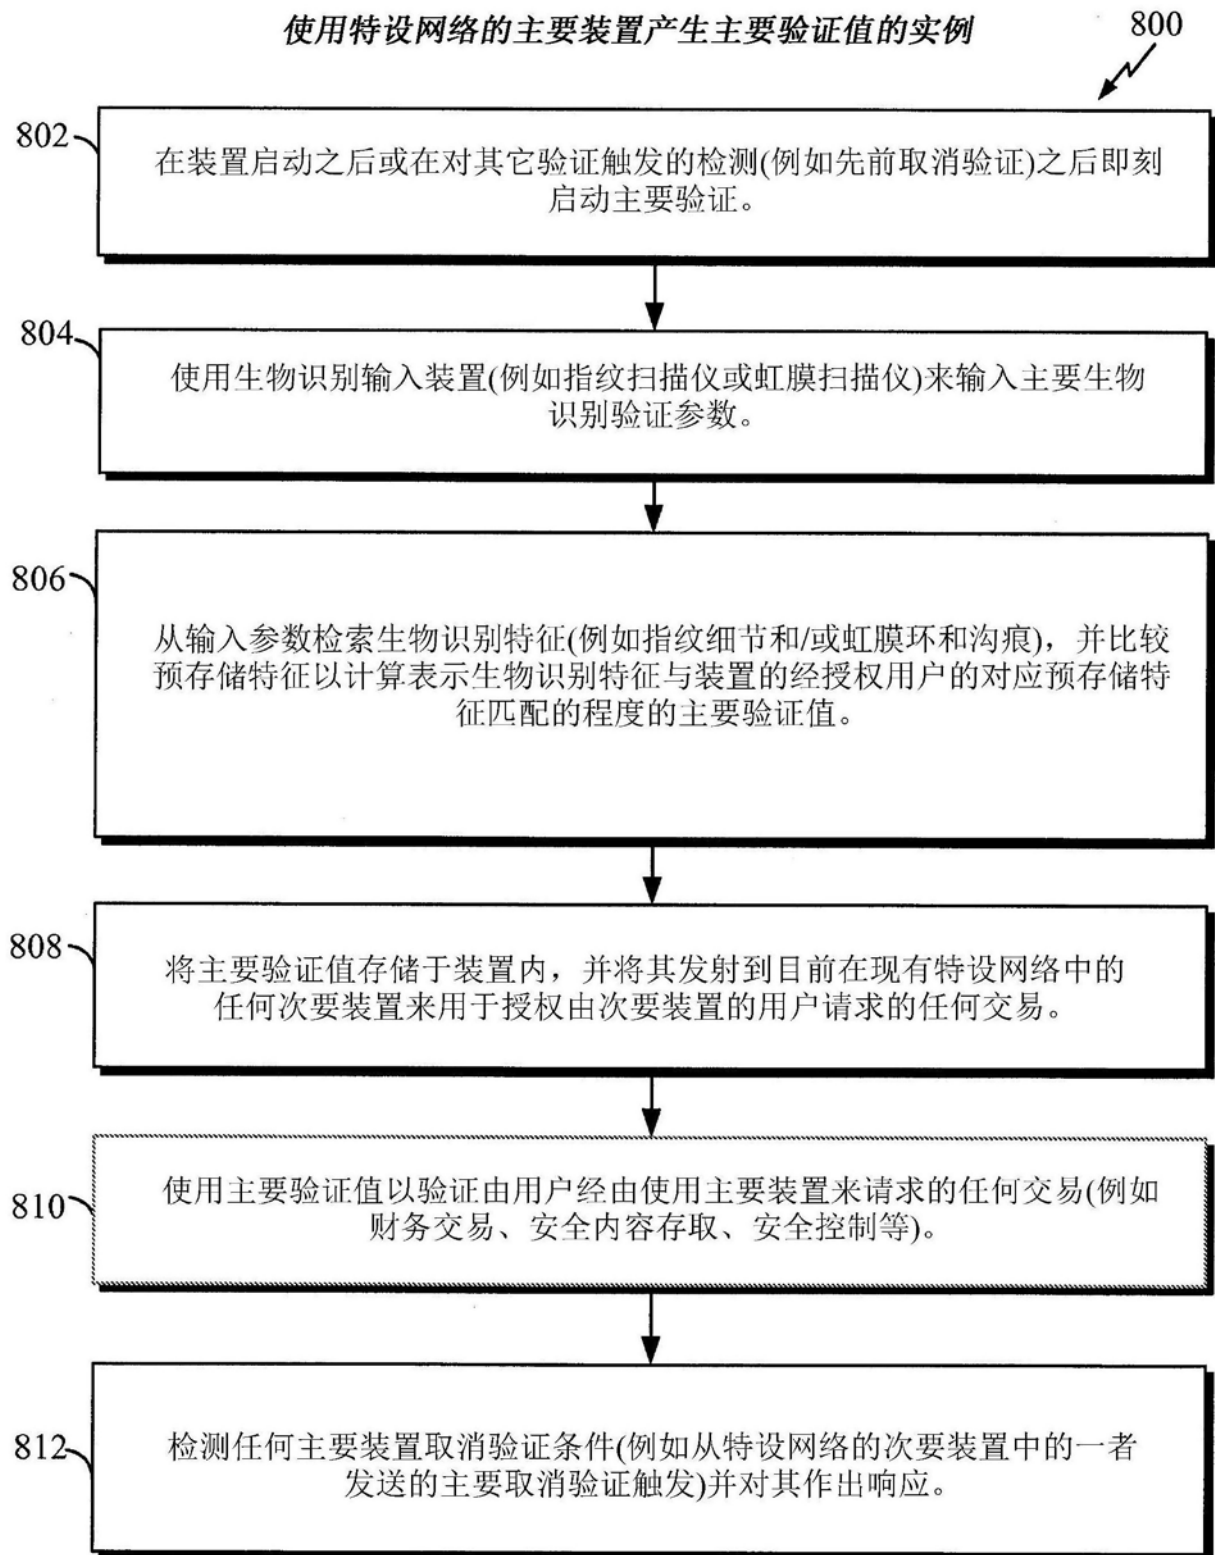 使用特设网络的主要装置产生主要验证值的实例
800
802
在装置启动之后或在对其它验证触发的检测(例如先前取消验证)之后即刻
启动主要验证。
804
使用生物识别输入装置(例如指纹扫描仪或虹膜扫描仪)来输入主要生物
识别验证参数。
806
从输入参数检索生物识别特征(例如指纹细节和/或虹膜环和沟痕)，并比较
预存储特征以计算表示生物识别特征与装置的经授权用户的对应预存储特
征匹配的程度的主要验证值。
808
将主要验证值存储于装置内，并将其发射到目前在现有特设网络中的
任何次要装置来用于授权由次要装置的用户请求的任何交易。
810
使用主要验证值以验证由用户经由使用主要装置来请求的任何交易(例如
财务交易、安全内容存取、安全控制等)。
812
检测任何主要装置取消验证条件(例如从特设网络的次要装置中的一者
发送的主要取消验证触发)并对其作出响应。